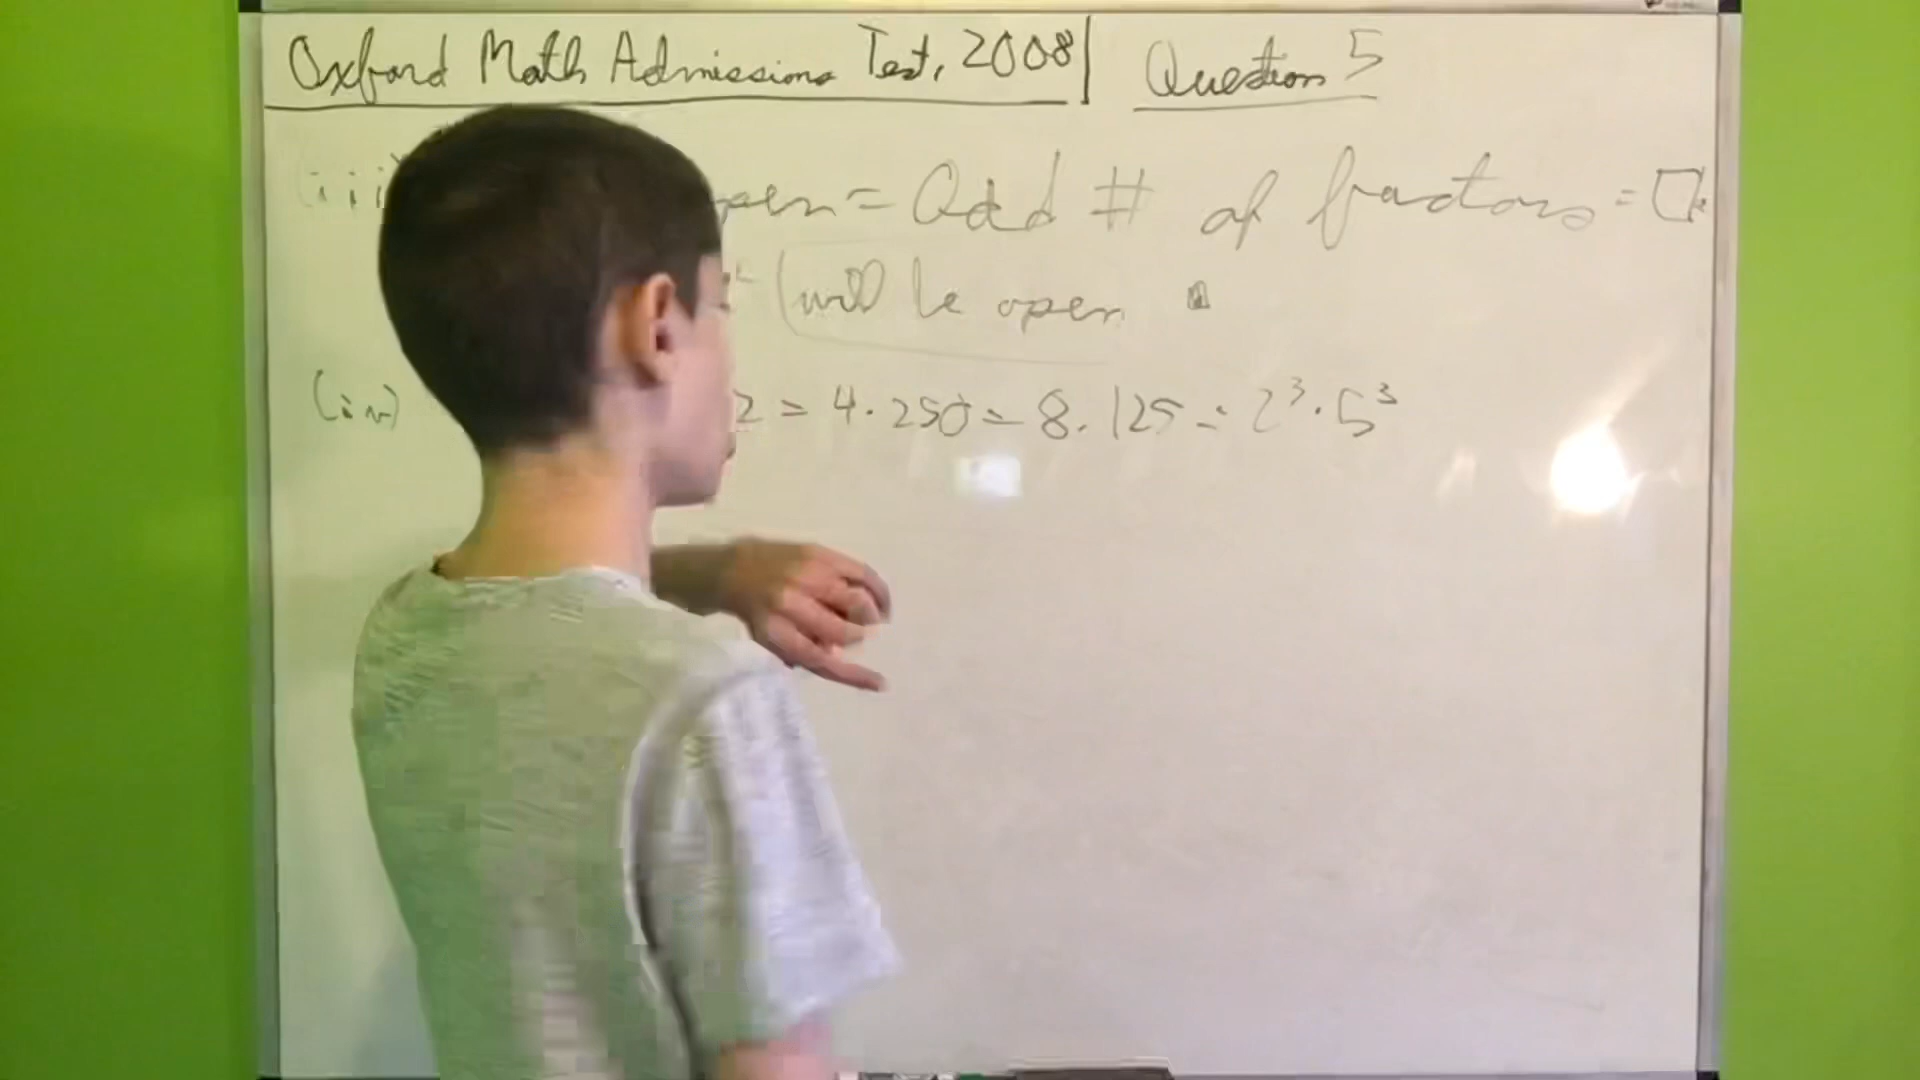 Oxford Math Admissions Test, 2008 | Question 5
(iii) open = Odd # of factors = □
will be open
(iv) 2 = 4.250 = 8.125 = 2³.5³